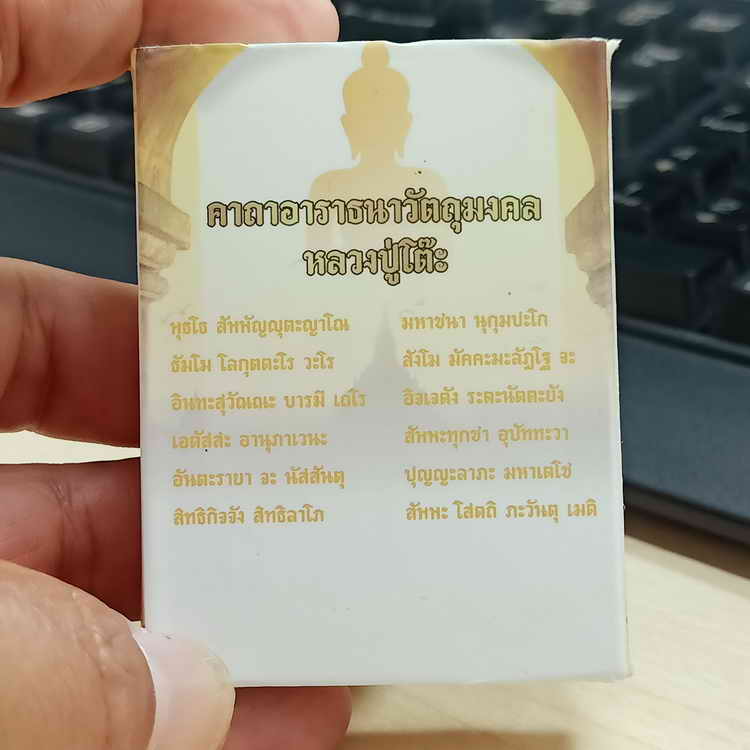 คาถาอาราธนาวัตถุมงคล
หลวงปู่โต๊ะ
พุธโธ สัพพัญญุตะญาโณ มหาชนา นุกุมปะโก
ธัมโม โลกุตตะโร วะโร สังโม มัคคะมะลัฏโฐ จะ
อินทะสุวัณเณะ บารมี เถโร อิจเจตัง ระตะนัตตะยัง
เอตัสสะ อานุภาเวนะ สัพพะทุกขา อุปัททะวา
อันตะรายา จะ นัสสันตุ ปุญญะลาภะ มหาเตโช
สิทธิกิจจัง สิทธิลาโภ สัพพะ โสตถิ ภะวันตุ เมติ